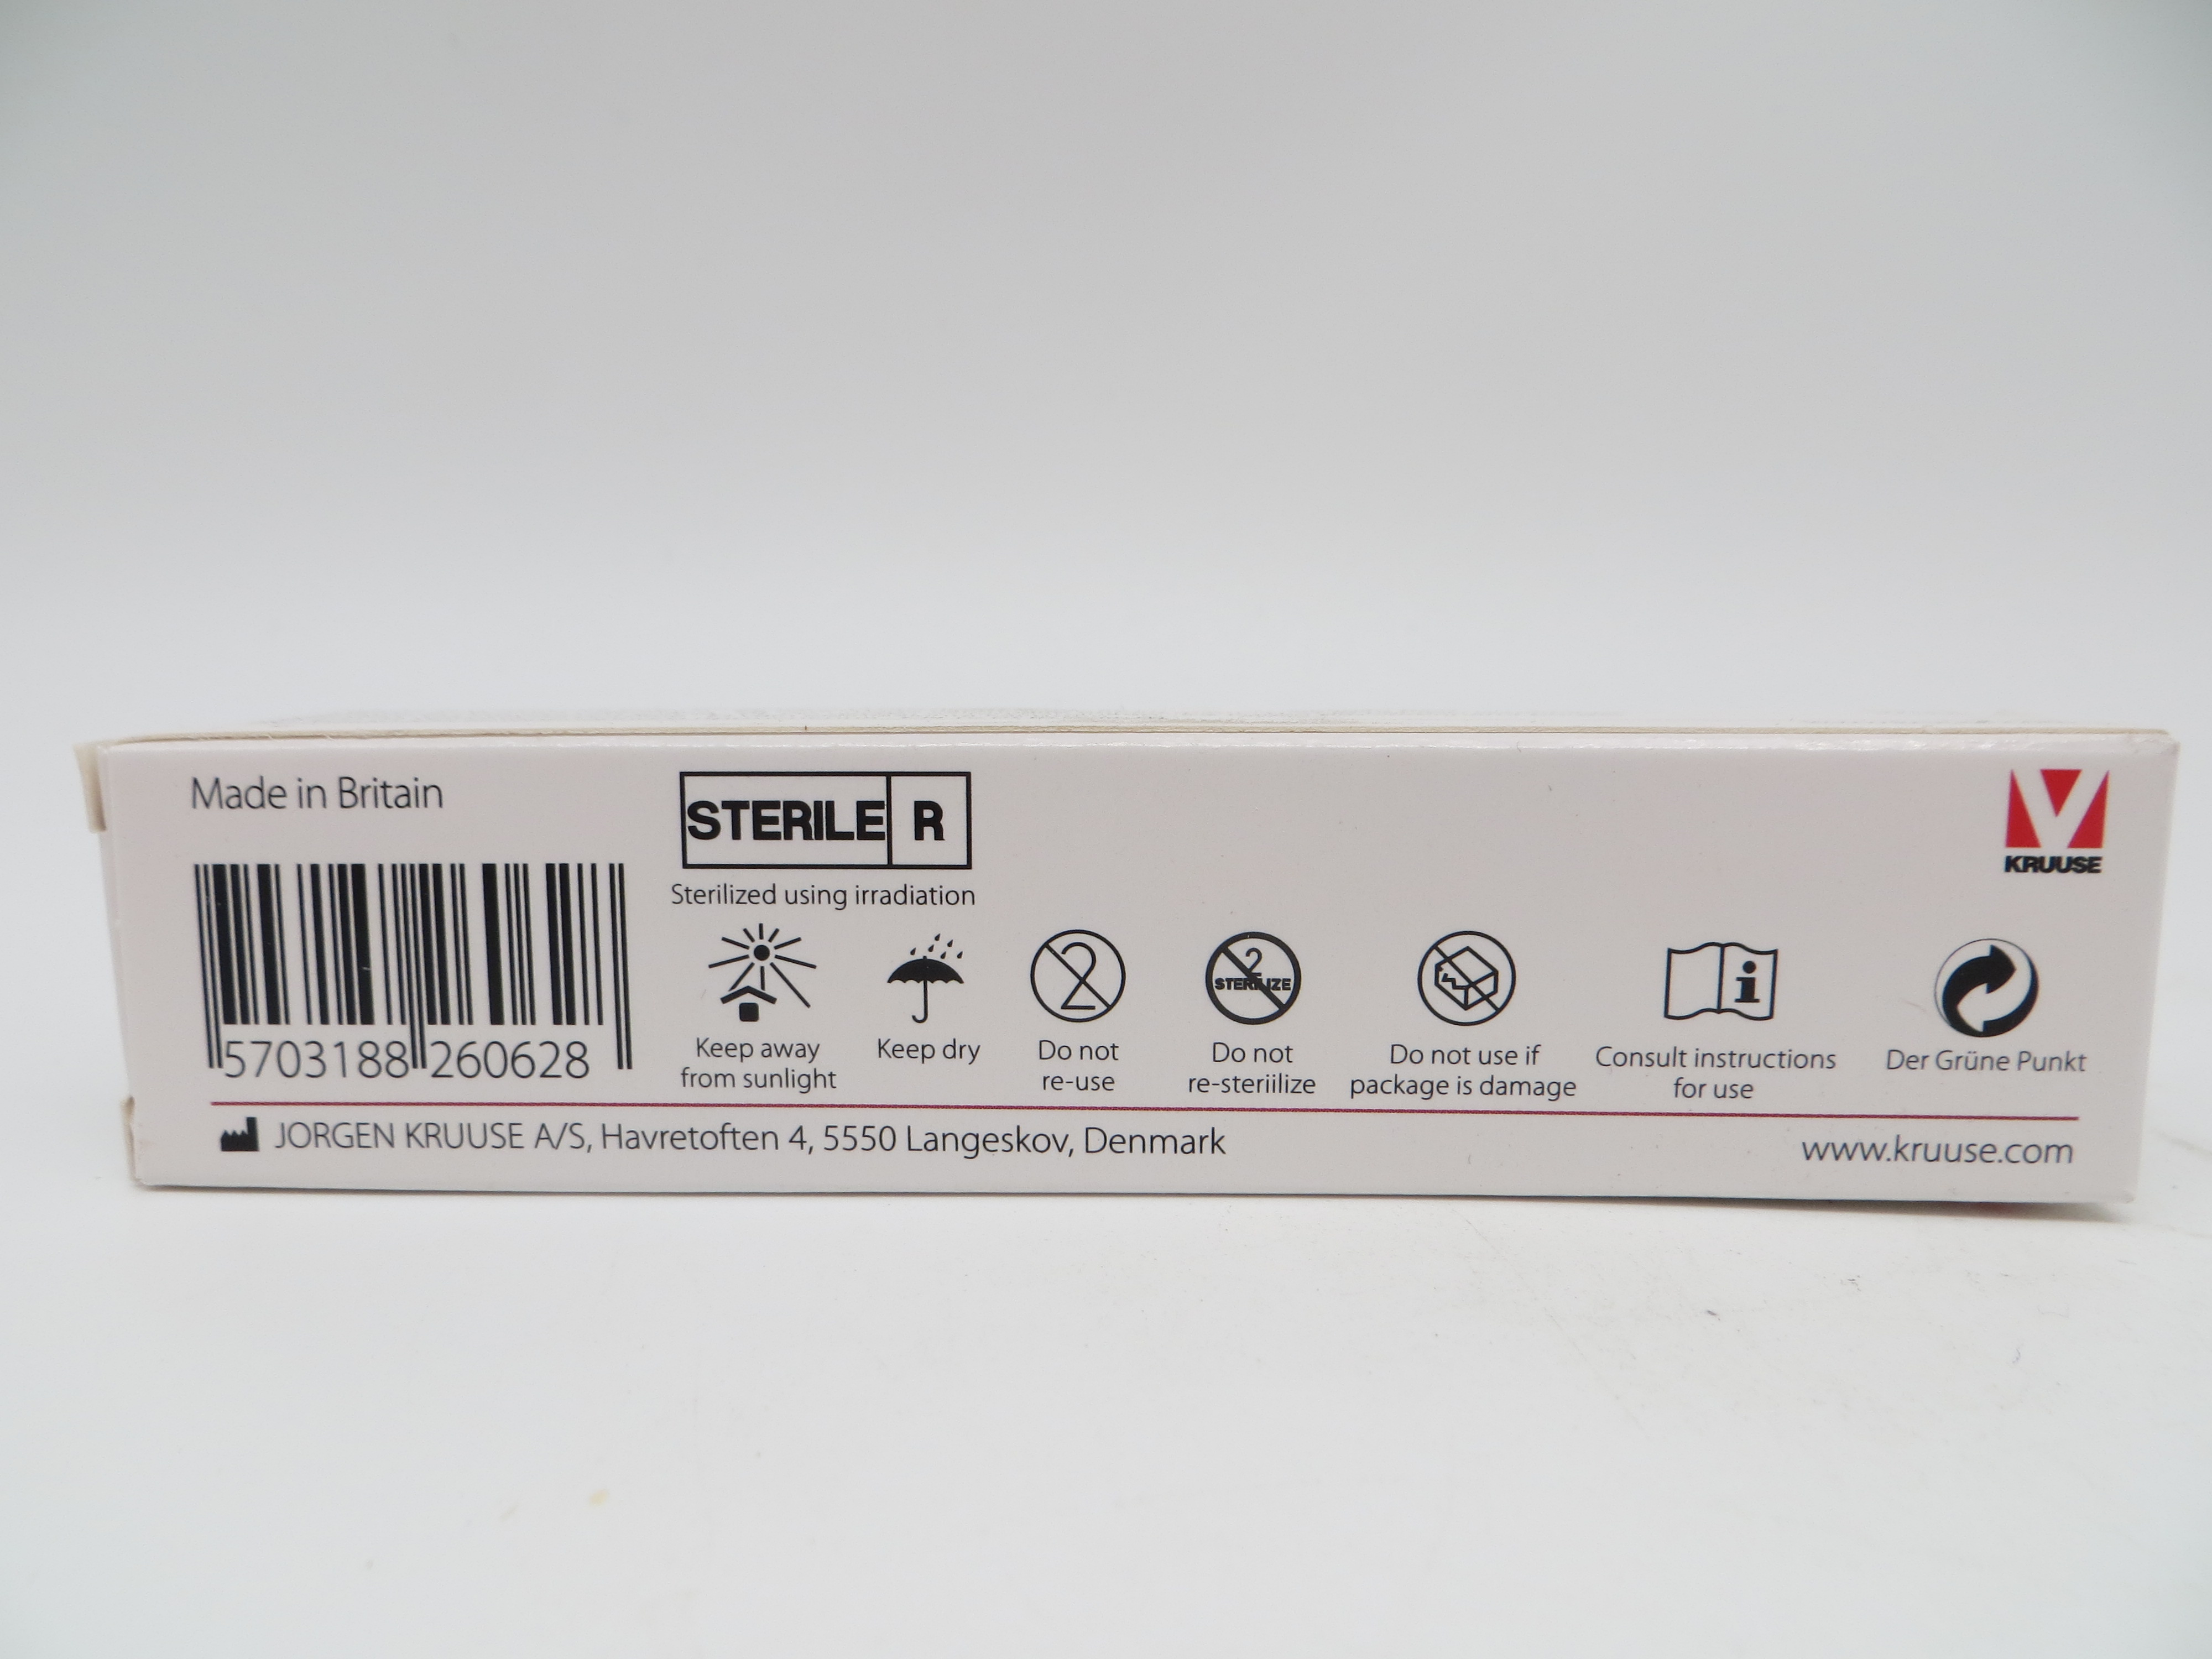 Made in Britain
STERILE R
Sterilized using irradiation
KRUUSE
5703188 260628
Keep away
from sunlight
Keep dry
2
Do not
re-use
2
STERILIZE
Do not
re-steriilize
Do not use if
package is damage
i
Consult instructions
for use
Der Grüne Punkt
JORGEN KRUUSE A/S, Havretoften 4, 5550 Langeskov, Denmark
www.kruuse.com